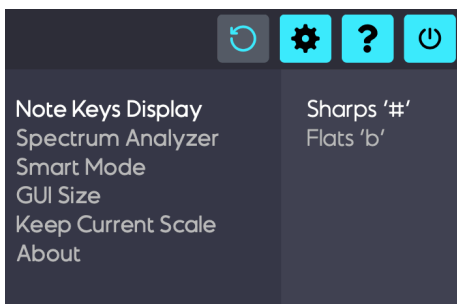 ?
Note Keys Display
Sharps '#'
Spectrum Analyzer
Flats 'b'
Smart Mode
GUI Size
Keep Current Scale
About